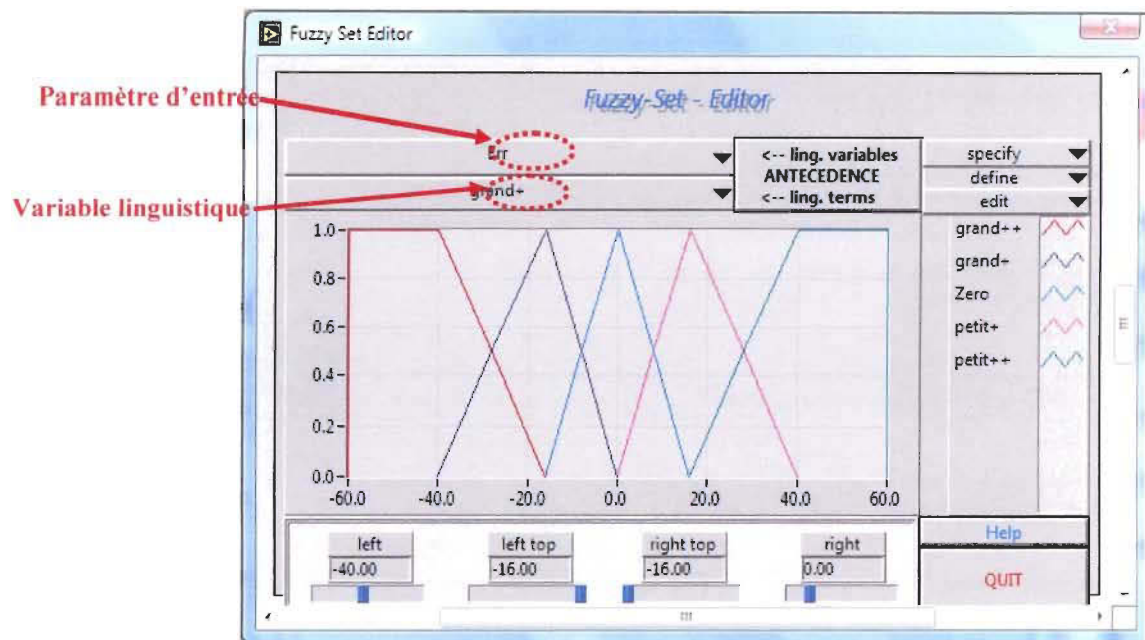 Fuzzy Set Editor
Paramètre d'entrée
Fuzzy-Set - Editor
Err
<-- ling. variables
ANTECEDENCE
<-- ling. terms
specify
define
edit
Variable linguistique
grand+
grand++
grand+
Zero
petit+
petit++
1.0
0.8
0.6
0.4
0.2
0.0
-60.0 -40.0 -20.0 0.0 20.0 40.0 60.0
left
-40.00
left top
-16.00
right top
-16.00
right
0.00
Help
QUIT